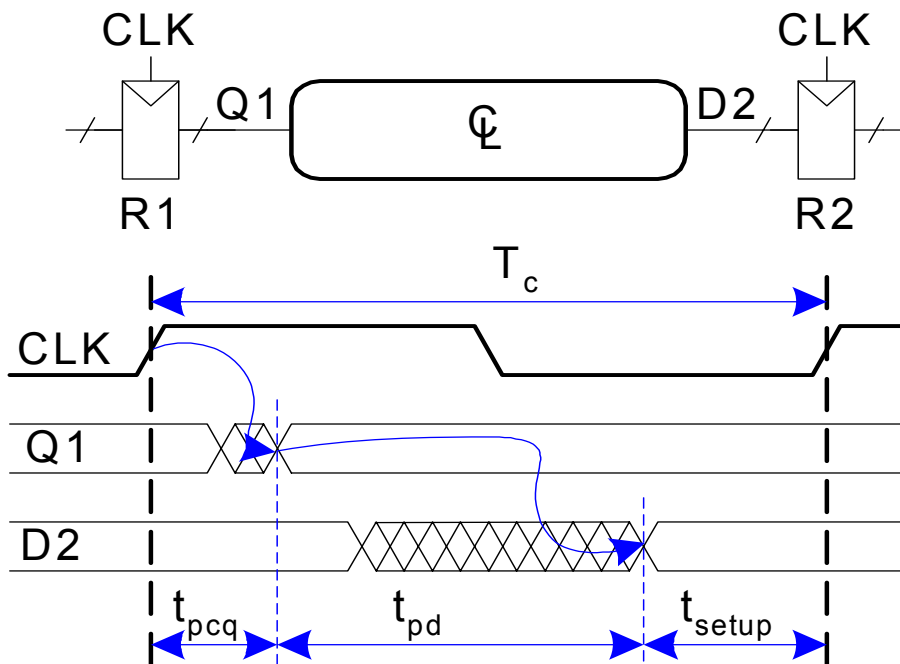 CLK CLK
Q1 CL D2
R1 R2
Tc
CLK
Q1
D2
tpcq tpd tsetup